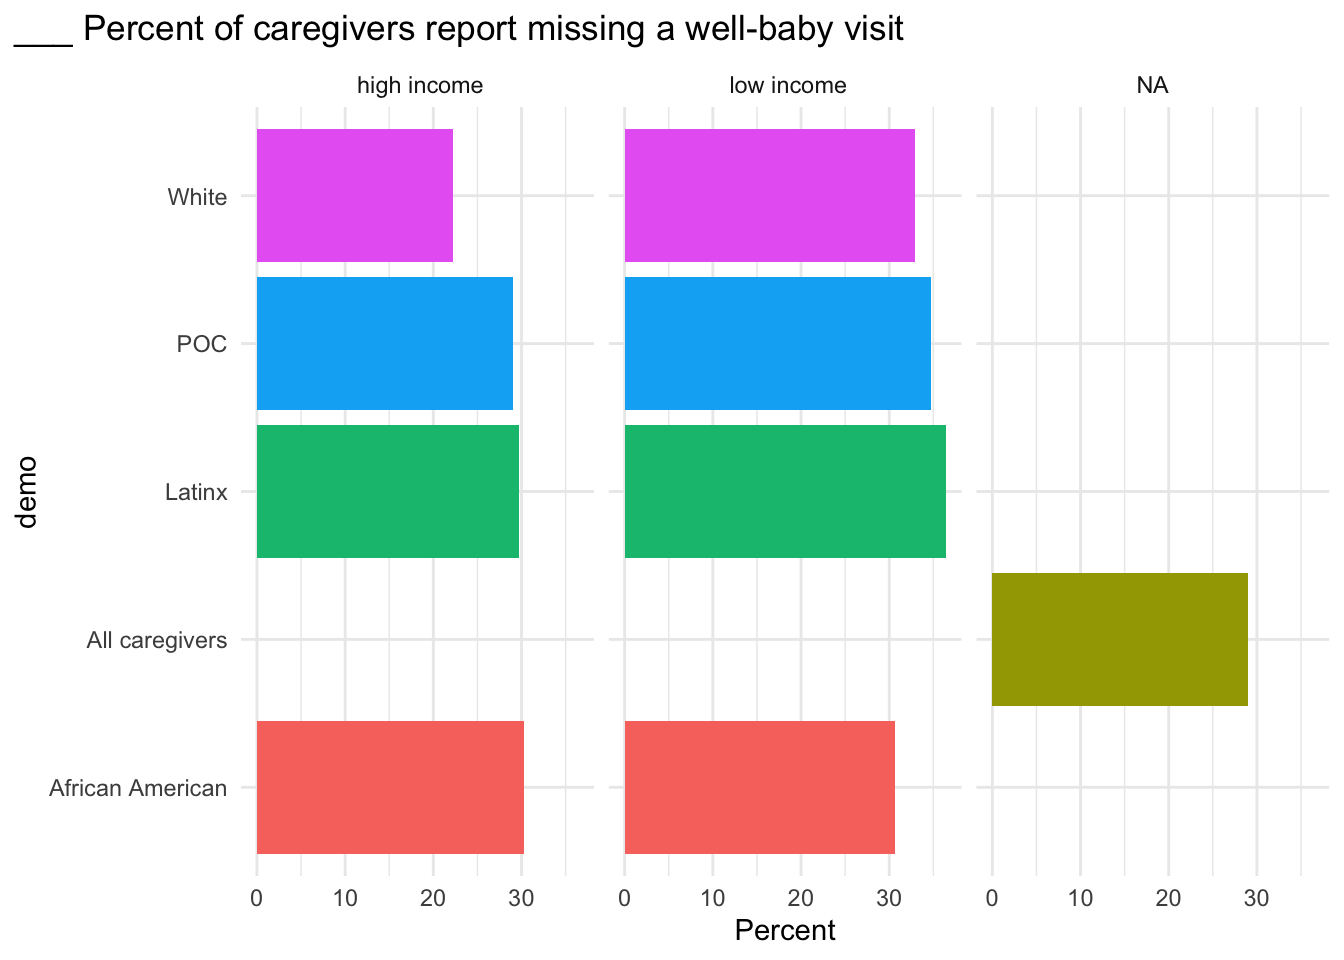 ___ Percent of caregivers report missing a well-baby visit
high income
low income
NA
White
POC
Latinx
All caregivers
African American
demo
0 10 20 30 0 10 20 30 0 10 20 30
Percent